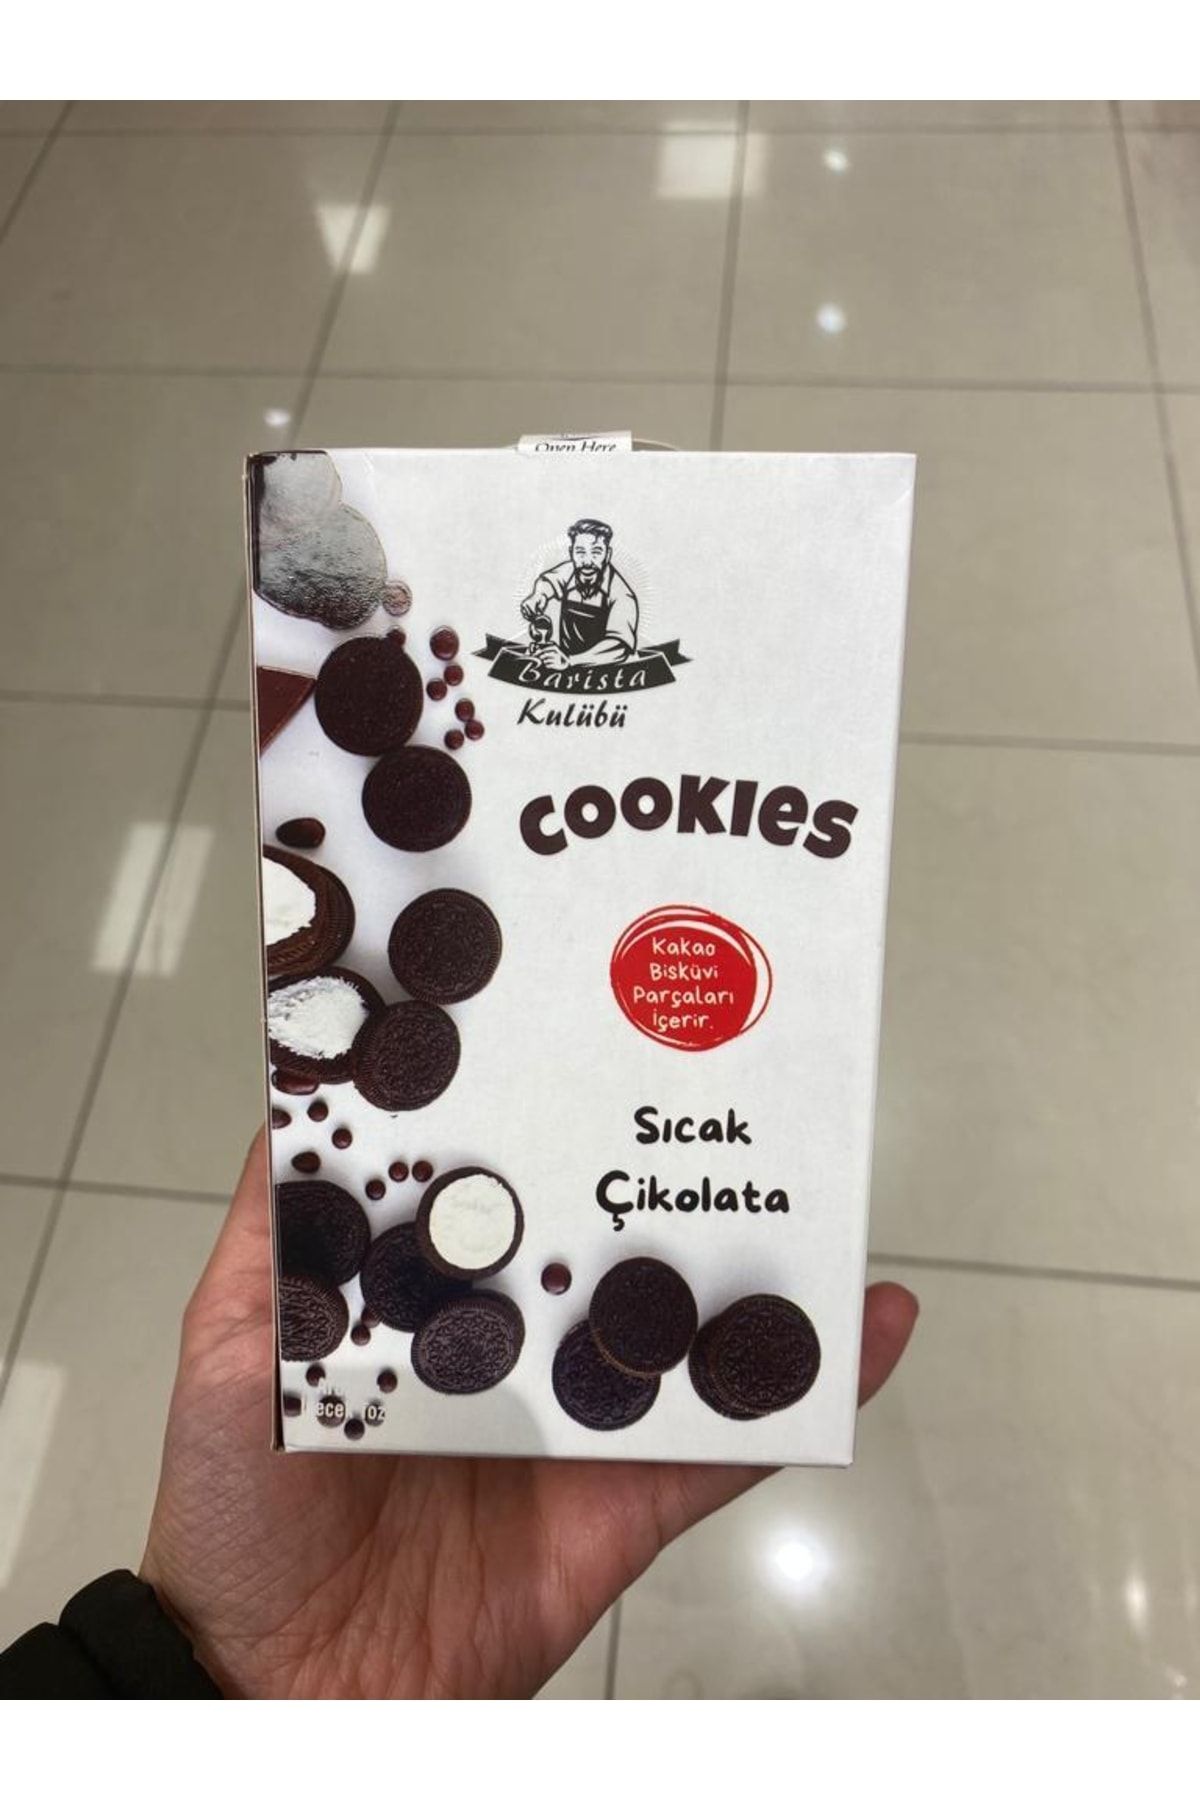 Open Here
Barista
Kulübü
COOKIES
Kakao
Bisküvi
Parçaları
İçerir.
Sıcak
Çikolata